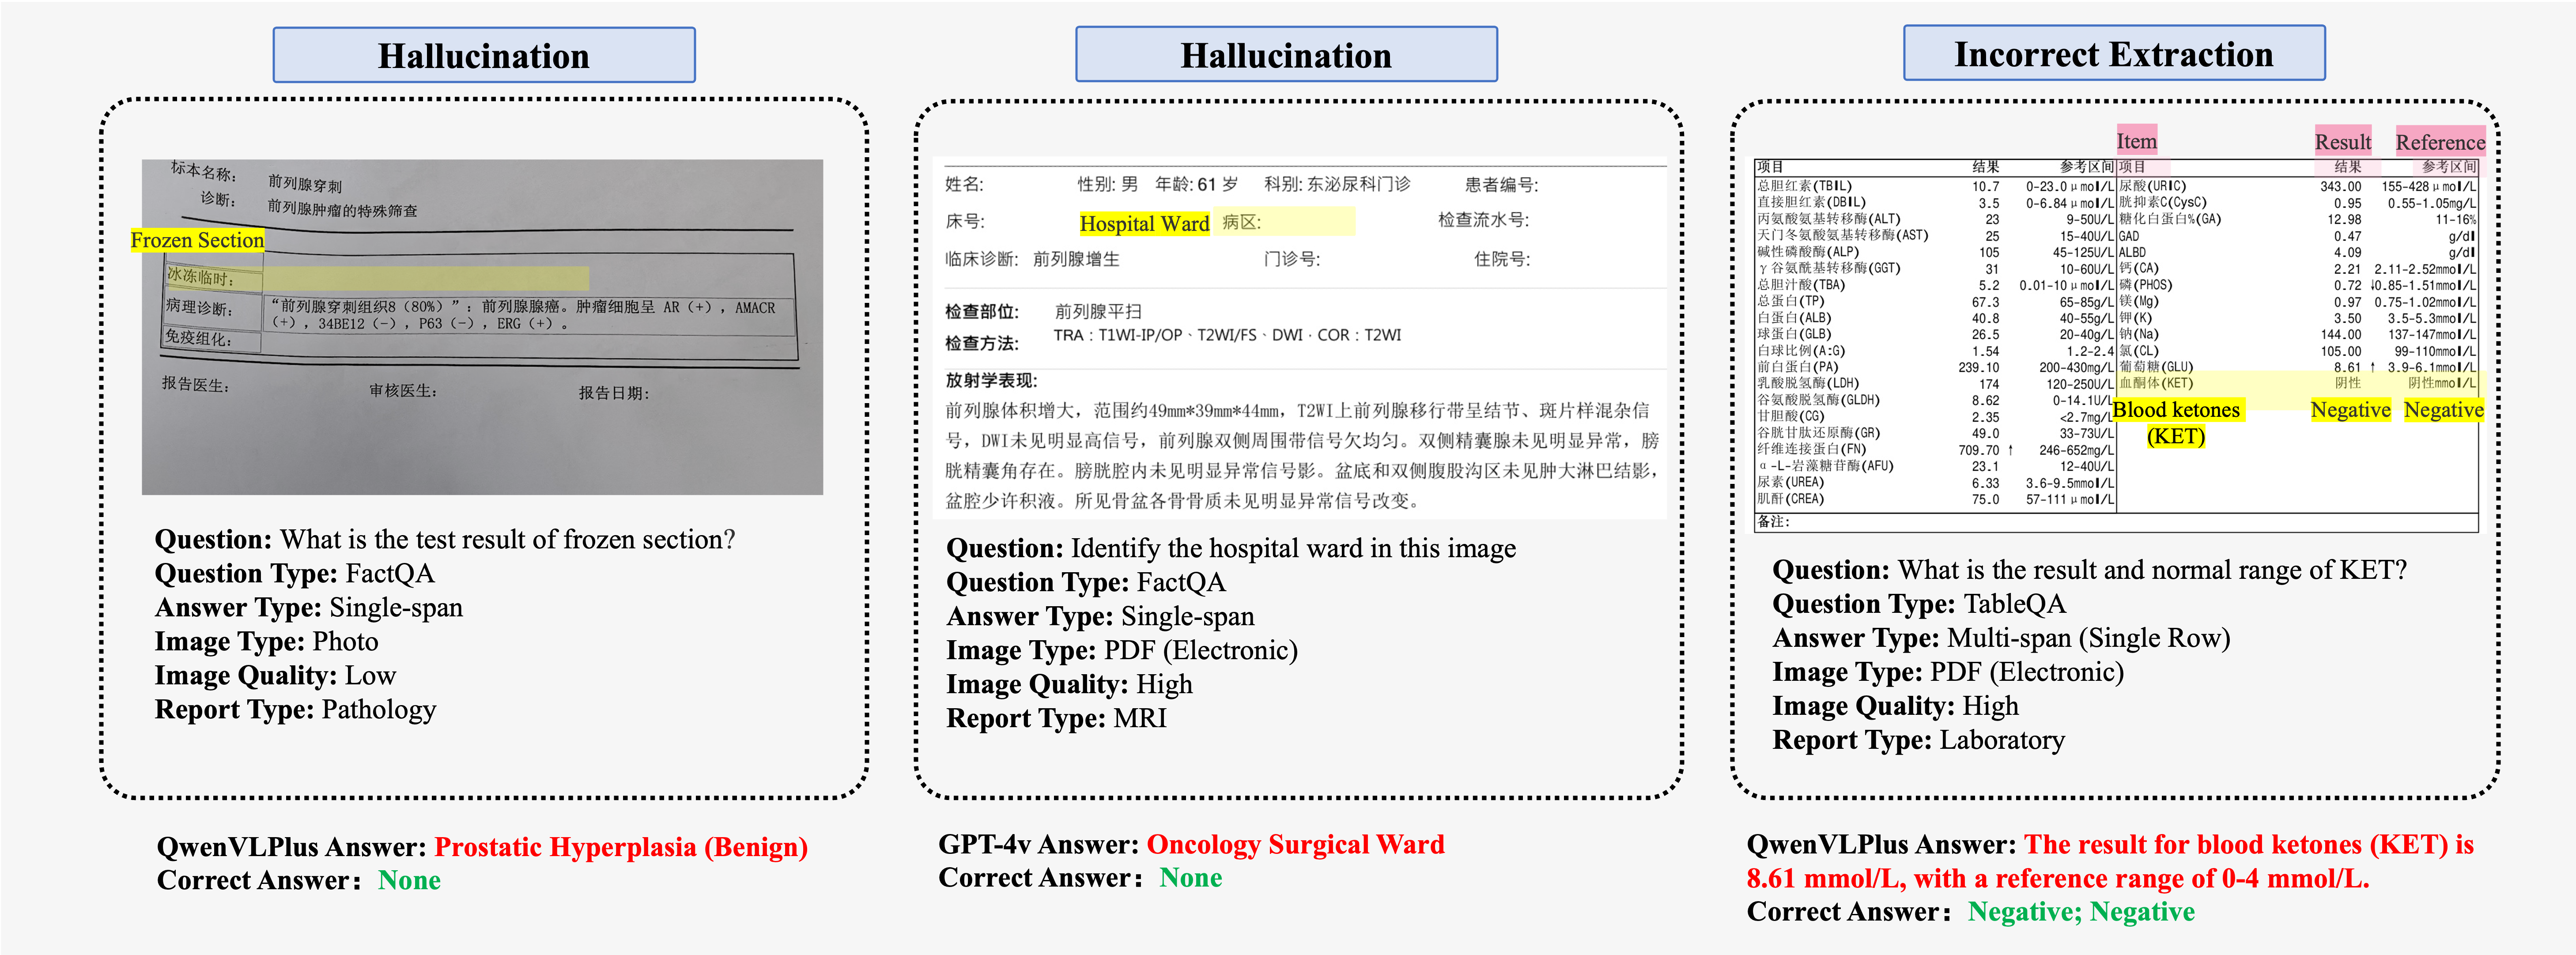 Hallucination
标本名称： 前列腺穿刺
诊断： 前列腺肿瘤的特殊筛查
Frozen Section
冰冻临时：
病理诊断： “前列腺穿刺组织8（80%）”：前列腺腺癌。肿瘤细胞呈 AR（+），AMACR
（+），34BE12（-），P63（-），ERG（+）。
免疫组化：
报告医生： 审核医生： 报告日期：
Question: What is the test result of frozen section?
Question Type: FactQA
Answer Type: Single-span
Image Type: Photo
Image Quality: Low
Report Type: Pathology
QwenVLPlus Answer: Prostatic Hyperplasia (Benign)
Correct Answer：None
Hallucination
姓名: 性别: 男 年龄: 61 岁 科别: 东泌尿科门诊 患者编号:
床号: Hospital Ward 病区: 检查流水号:
临床诊断: 前列腺增生 门诊号: 住院号:
检查部位: 前列腺平扫
检查方法: TRA：T1WI-IP/OP、T2WI/FS、DWI · COR：T2WI
放射学表现:
前列腺体积增大，范围约49mm*39mm*44mm，T2WI上前列腺移行带呈结节、斑片样混杂信
号，DWI未见明显高信号，前列腺双侧周围带信号欠均匀。双侧精囊腺未见明显异常，膀
胱精囊角存在。膀胱腔内未见明显异常信号影。盆底和双侧腹股沟区未见肿大淋巴结影，
盆腔少许积液。所见骨盆各骨骨质未见明显异常信号改变。
Question: Identify the hospital ward in this image
Question Type: FactQA
Answer Type: Single-span
Image Type: PDF (Electronic)
Image Quality: High
Report Type: MRI
GPT-4v Answer: Oncology Surgical Ward
Correct Answer：None
Incorrect Extraction
Item Result Reference
项目 结果 参考区间 项目 结果 参考区间
总胆红素(TBIL) 10.7 0-23.0μmol/L 尿酸(URIC) 343.00 155-428μmol/L
直接胆红素(DBIL) 3.5 0-6.84μmol/L 胱抑素C(CysC) 0.95 0.55-1.05mg/L
丙氨酸氨基转移酶(ALT) 23 9-50U/L 糖化白蛋白%(GA) 12.98 11-16%
天门冬氨酸氨基转移酶(AST) 25 15-40U/L GAD 0.47 g/dl
碱性磷酸酶(ALP) 105 45-125U/L ALBD 4.09 g/dl
γ谷氨酰基转移酶(GGT) 31 10-60U/L 钙(CA) 2.21 2.11-2.52mmol/L
总胆汁酸(TBA) 5.2 0.01-10μmol/L 磷(PHOS) 0.72 ↓0.85-1.51mmol/L
总蛋白(TP) 67.3 65-85g/L 镁(Mg) 0.97 0.75-1.02mmol/L
白蛋白(ALB) 40.8 40-55g/L 钾(K) 3.50 3.5-5.3mmol/L
球蛋白(GLB) 26.5 20-40g/L 钠(Na) 144.00 137-147mmol/L
白球比例(A:G) 1.54 1.2-2.4 氯(CL) 105.00 99-110mmol/L
前白蛋白(PA) 239.10 200-430mg/L 葡萄糖(GLU) 8.61 ↑ 3.9-6.1mmol/L
乳酸脱氢酶(LDH) 174 120-250U/L 血酮体(KET) 阴性 阴性mmol/L
谷氨酸脱氢酶(GLDH) 8.62 0-14.1U/L Blood ketones Negative Negative
甘胆酸(CG) 2.35 <2.7mg/L (KET)
谷胱甘肽还原酶(GR) 49.0 33-73U/L
纤维连接蛋白(FN) 709.70 ↑ 246-652mg/L
α-L-岩藻糖苷酶(AFU) 23.1 12-40U/L
尿素(UREA) 6.33 3.6-9.5mmol/L
肌酐(CREA) 75.0 57-111μmol/L
备注:
Question: What is the result and normal range of KET?
Question Type: TableQA
Answer Type: Multi-span (Single Row)
Image Type: PDF (Electronic)
Image Quality: High
Report Type: Laboratory
QwenVLPlus Answer: The result for blood ketones (KET) is
8.61 mmol/L, with a reference range of 0-4 mmol/L.
Correct Answer：Negative; Negative